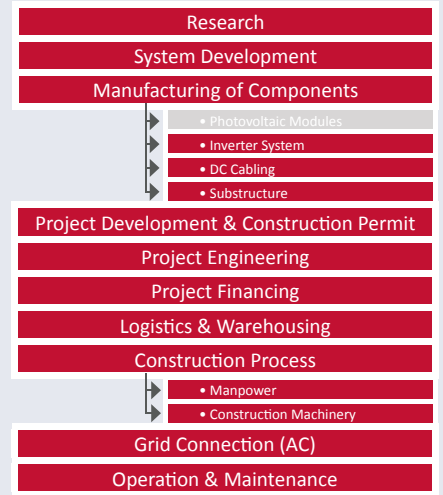 Research
System Development
Manufacturing of Components
• Photovoltaic Modules
• Inverter System
• DC Cabling
• Substructure
Project Development & Construction Permit
Project Engineering
Project Financing
Logistics & Warehousing
Construction Process
• Manpower
• Construction Machinery
Grid Connection (AC)
Operation & Maintenance